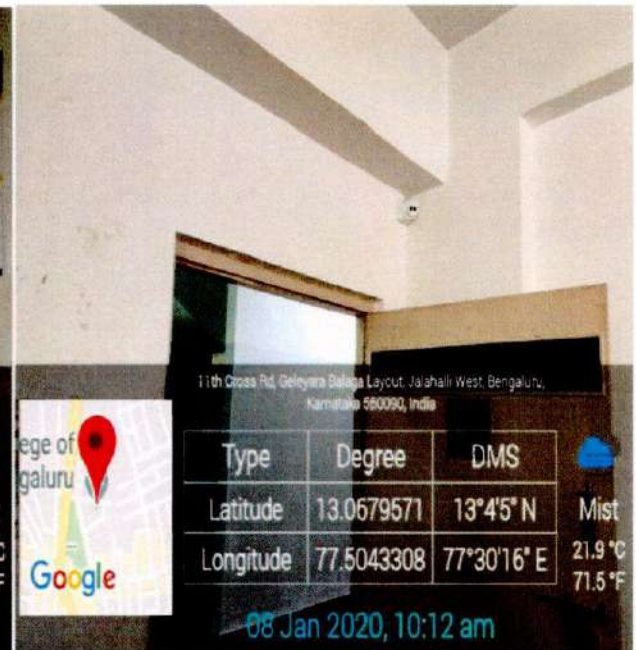 11th Cross Rd, Geleyara Balaga Layout, Jalahalli West, Bengaluru,
Karnataka 560090, India
ege of
galuru
Google
Type Degree DMS
Latitude 13.0679571 13°4'5" N
Longitude 77.5043308 77°30'16" E
Mist
21.9 °C
71.5 °F
08 Jan 2020, 10:12 am